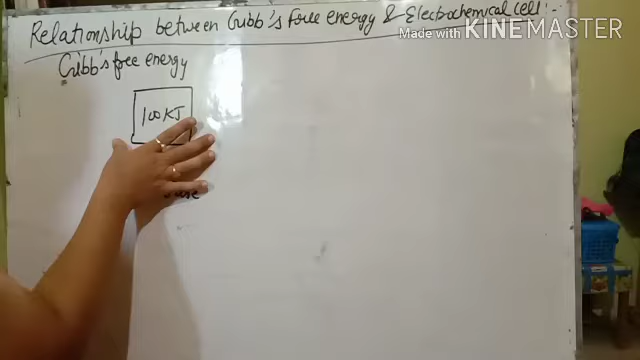 Relationship between Gibb's Free energy & Electrochemical cell:-
Made with KINEMASTER
Gibb's free energy
100 KJ